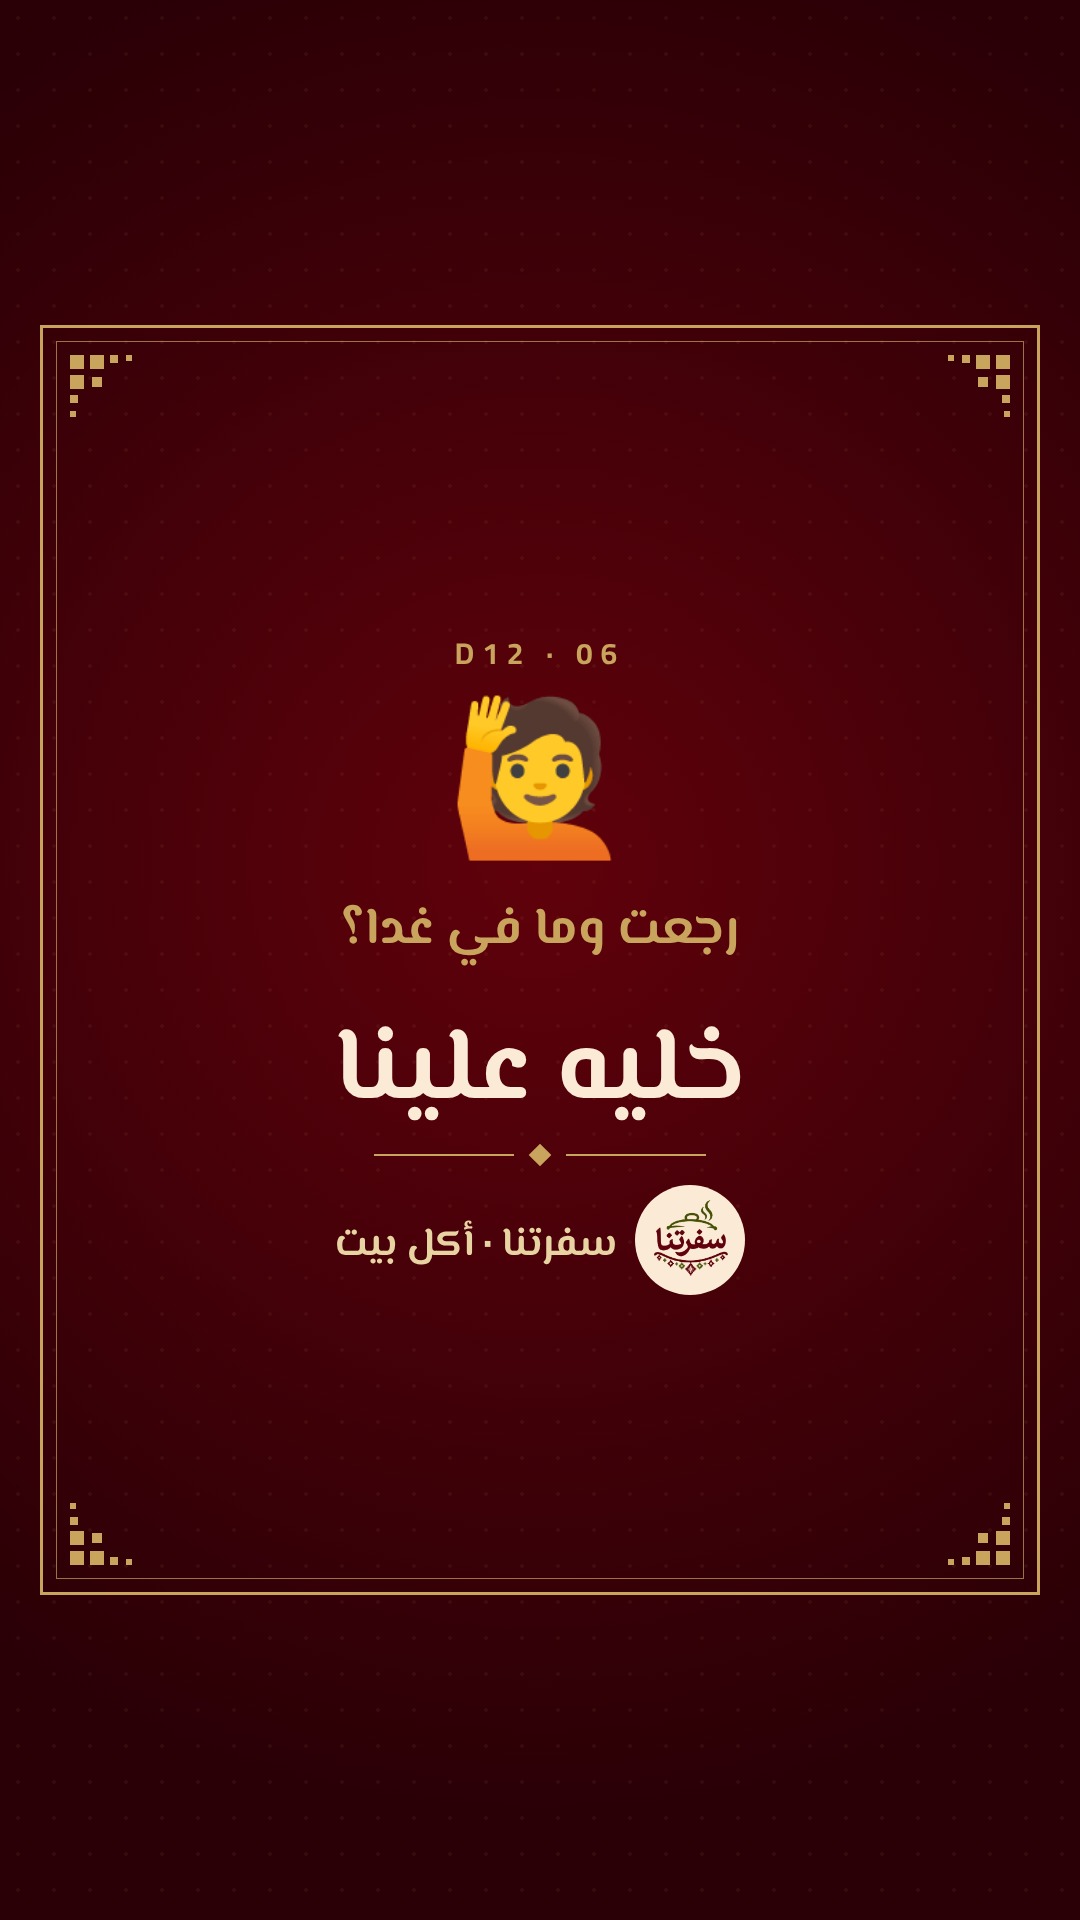 D12 · 06
رجعت وما في غدا؟
خليه علينا
سفرتنا
سفرتنا · أكل بيت